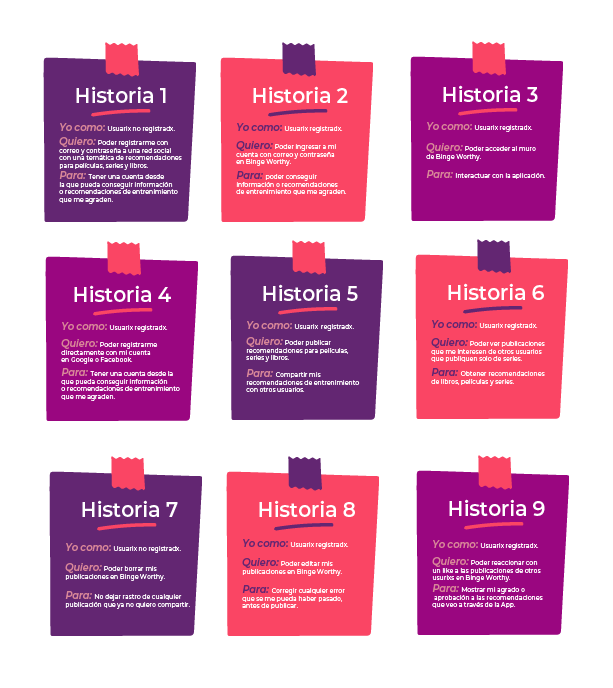 Historia 1
Yo como: Usuarix no registradx.
Quiero: Poder registrarme con
correo y contraseña a una red social
con una temática de recomendaciones
para películas, series y libros.
Para: Tener una cuenta desde
la que pueda conseguir información
o recomendaciones de entrenimiento
que me agraden.
Historia 2
Yo como: Usuarix registradx.
Quiero: Poder ingresar a mi
cuenta con correo y contraseña
en Binge Worthy.
Para: poder conseguir
información o recomendaciones
de entrenimiento que me agraden.
Historia 3
Yo como: Usuarix registradx.
Quiero: Poder acceder al muro
de Binge Worthy.
Para: Interactuar con la aplicación.
Historia 4
Yo como: Usuarix registradx.
Quiero: Poder registrarme
directamente con mi cuenta
en Google o Facebook.
Para: Tener una cuenta desde la
que pueda conseguir información
o recomendaciones de entrenimiento
que me agraden.
Historia 5
Yo como: Usuarix registradx.
Quiero: Poder publicar
recomendaciones para películas,
series y libros.
Para: Compartir mis
recomendaciones de entrenimiento
con otros usuarixs.
Historia 6
Yo como: Usuarix registradx.
Quiero: Poder ver publicaciones
que me interesen de otros usuarixs
que publiquen solo de series.
Para: Obtener recomendaciones
de libros, películas y series.
Historia 7
Yo como: Usuarix no registradx.
Quiero: Poder borrar mis
publicaciones en Binge Worthy.
Para: No dejar rastro de cualquier
publicación que ya no quiero compartir.
Historia 8
Yo como: Usuarix registradx.
Quiero: Poder editar mis
publicaciones en Binge Worthy.
Para: Corregir cualquier error
que se me pueda haber pasado,
antes de publicar.
Historia 9
Yo como: Usuarix registradx.
Quiero: Poder reaccionar con
un like a las publicaciones de otros
usurixs en Binge Worthy.
Para: Mostrar mi agrado o
aprobación a las recomendaciones
que veo a través de la App.